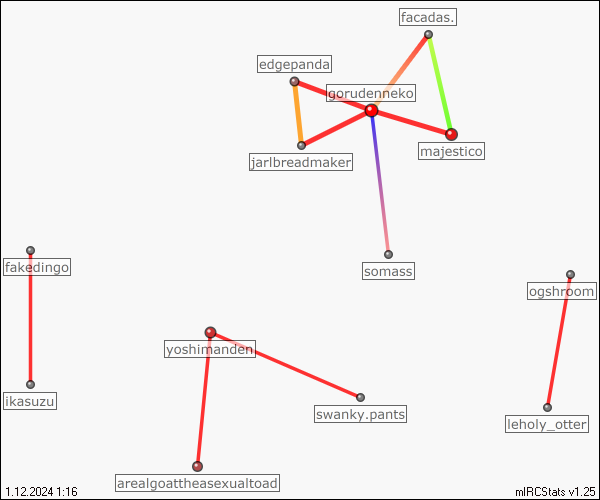 facadas.
edgepanda
gorudenneko
majestico
jarlbreadmaker
somass
fakedingo
ogshroom
yoshimanden
ikasuzu
swanky.pants
leholy_otter
arealgoattheasexualtoad
1.12.2024 1:16
mIRCStats v1.25